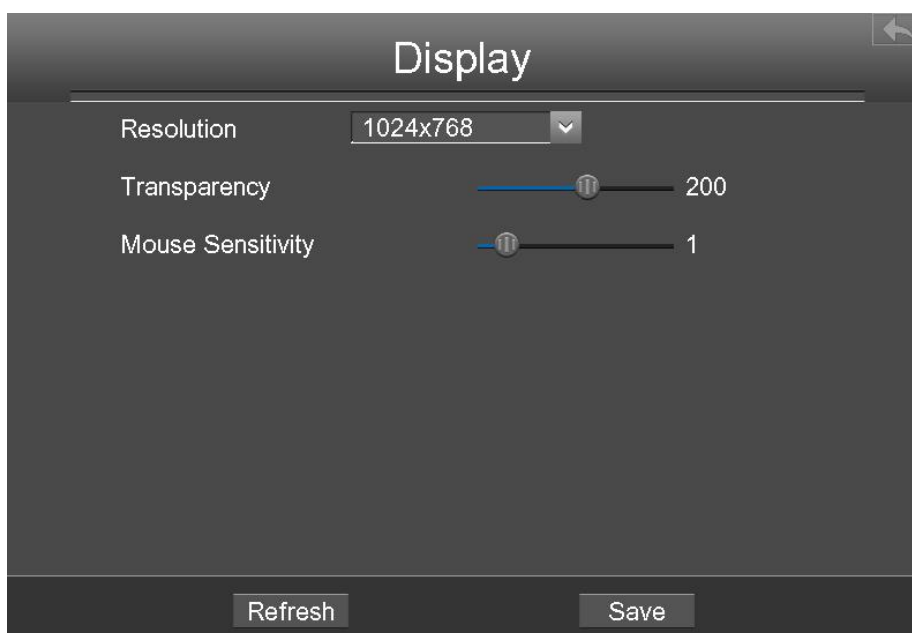 Display
Resolution 1024x768
Transparency 200
Mouse Sensitivity 1
Refresh Save